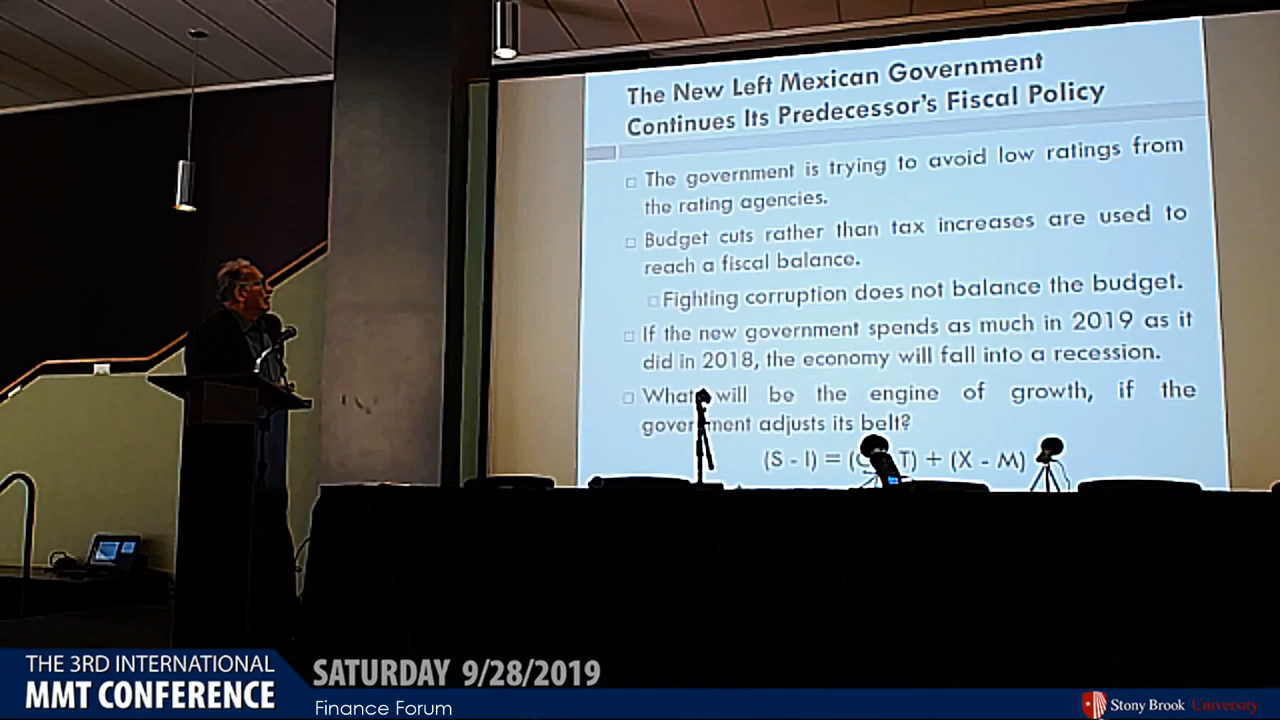 The New Left Mexican Government
Continues Its Predecessor's Fiscal Policy
The government is trying to avoid low ratings from
the rating agencies.
Budget cuts rather than tax increases are used to
reach a fiscal balance.
Fighting corruption does not balance the budget.
If the new government spends as much in 2019 as it
did in 2018, the economy will fall into a recession.
What will be the engine of growth, if the
government adjusts its belt?
(S - I) = ( T) + (X - M)
THE 3RD INTERNATIONAL
MMT CONFERENCE
SATURDAY 9/28/2019
Finance Forum
Stony Brook University